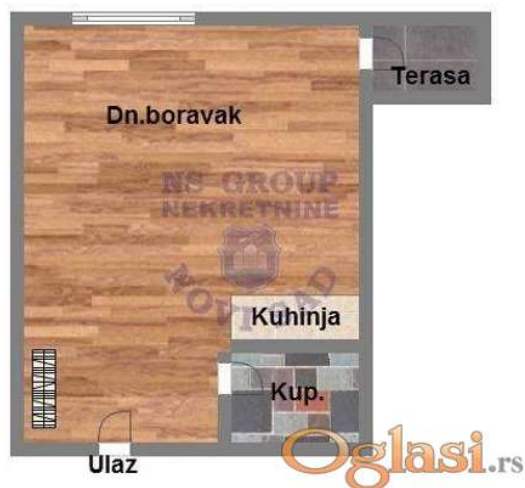 Terasa
Dn.boravak
NS GROUP
NEKRETNINE
NOVI SAD
Kuhinja
Kup.
Ulaz
Oglasi.rs